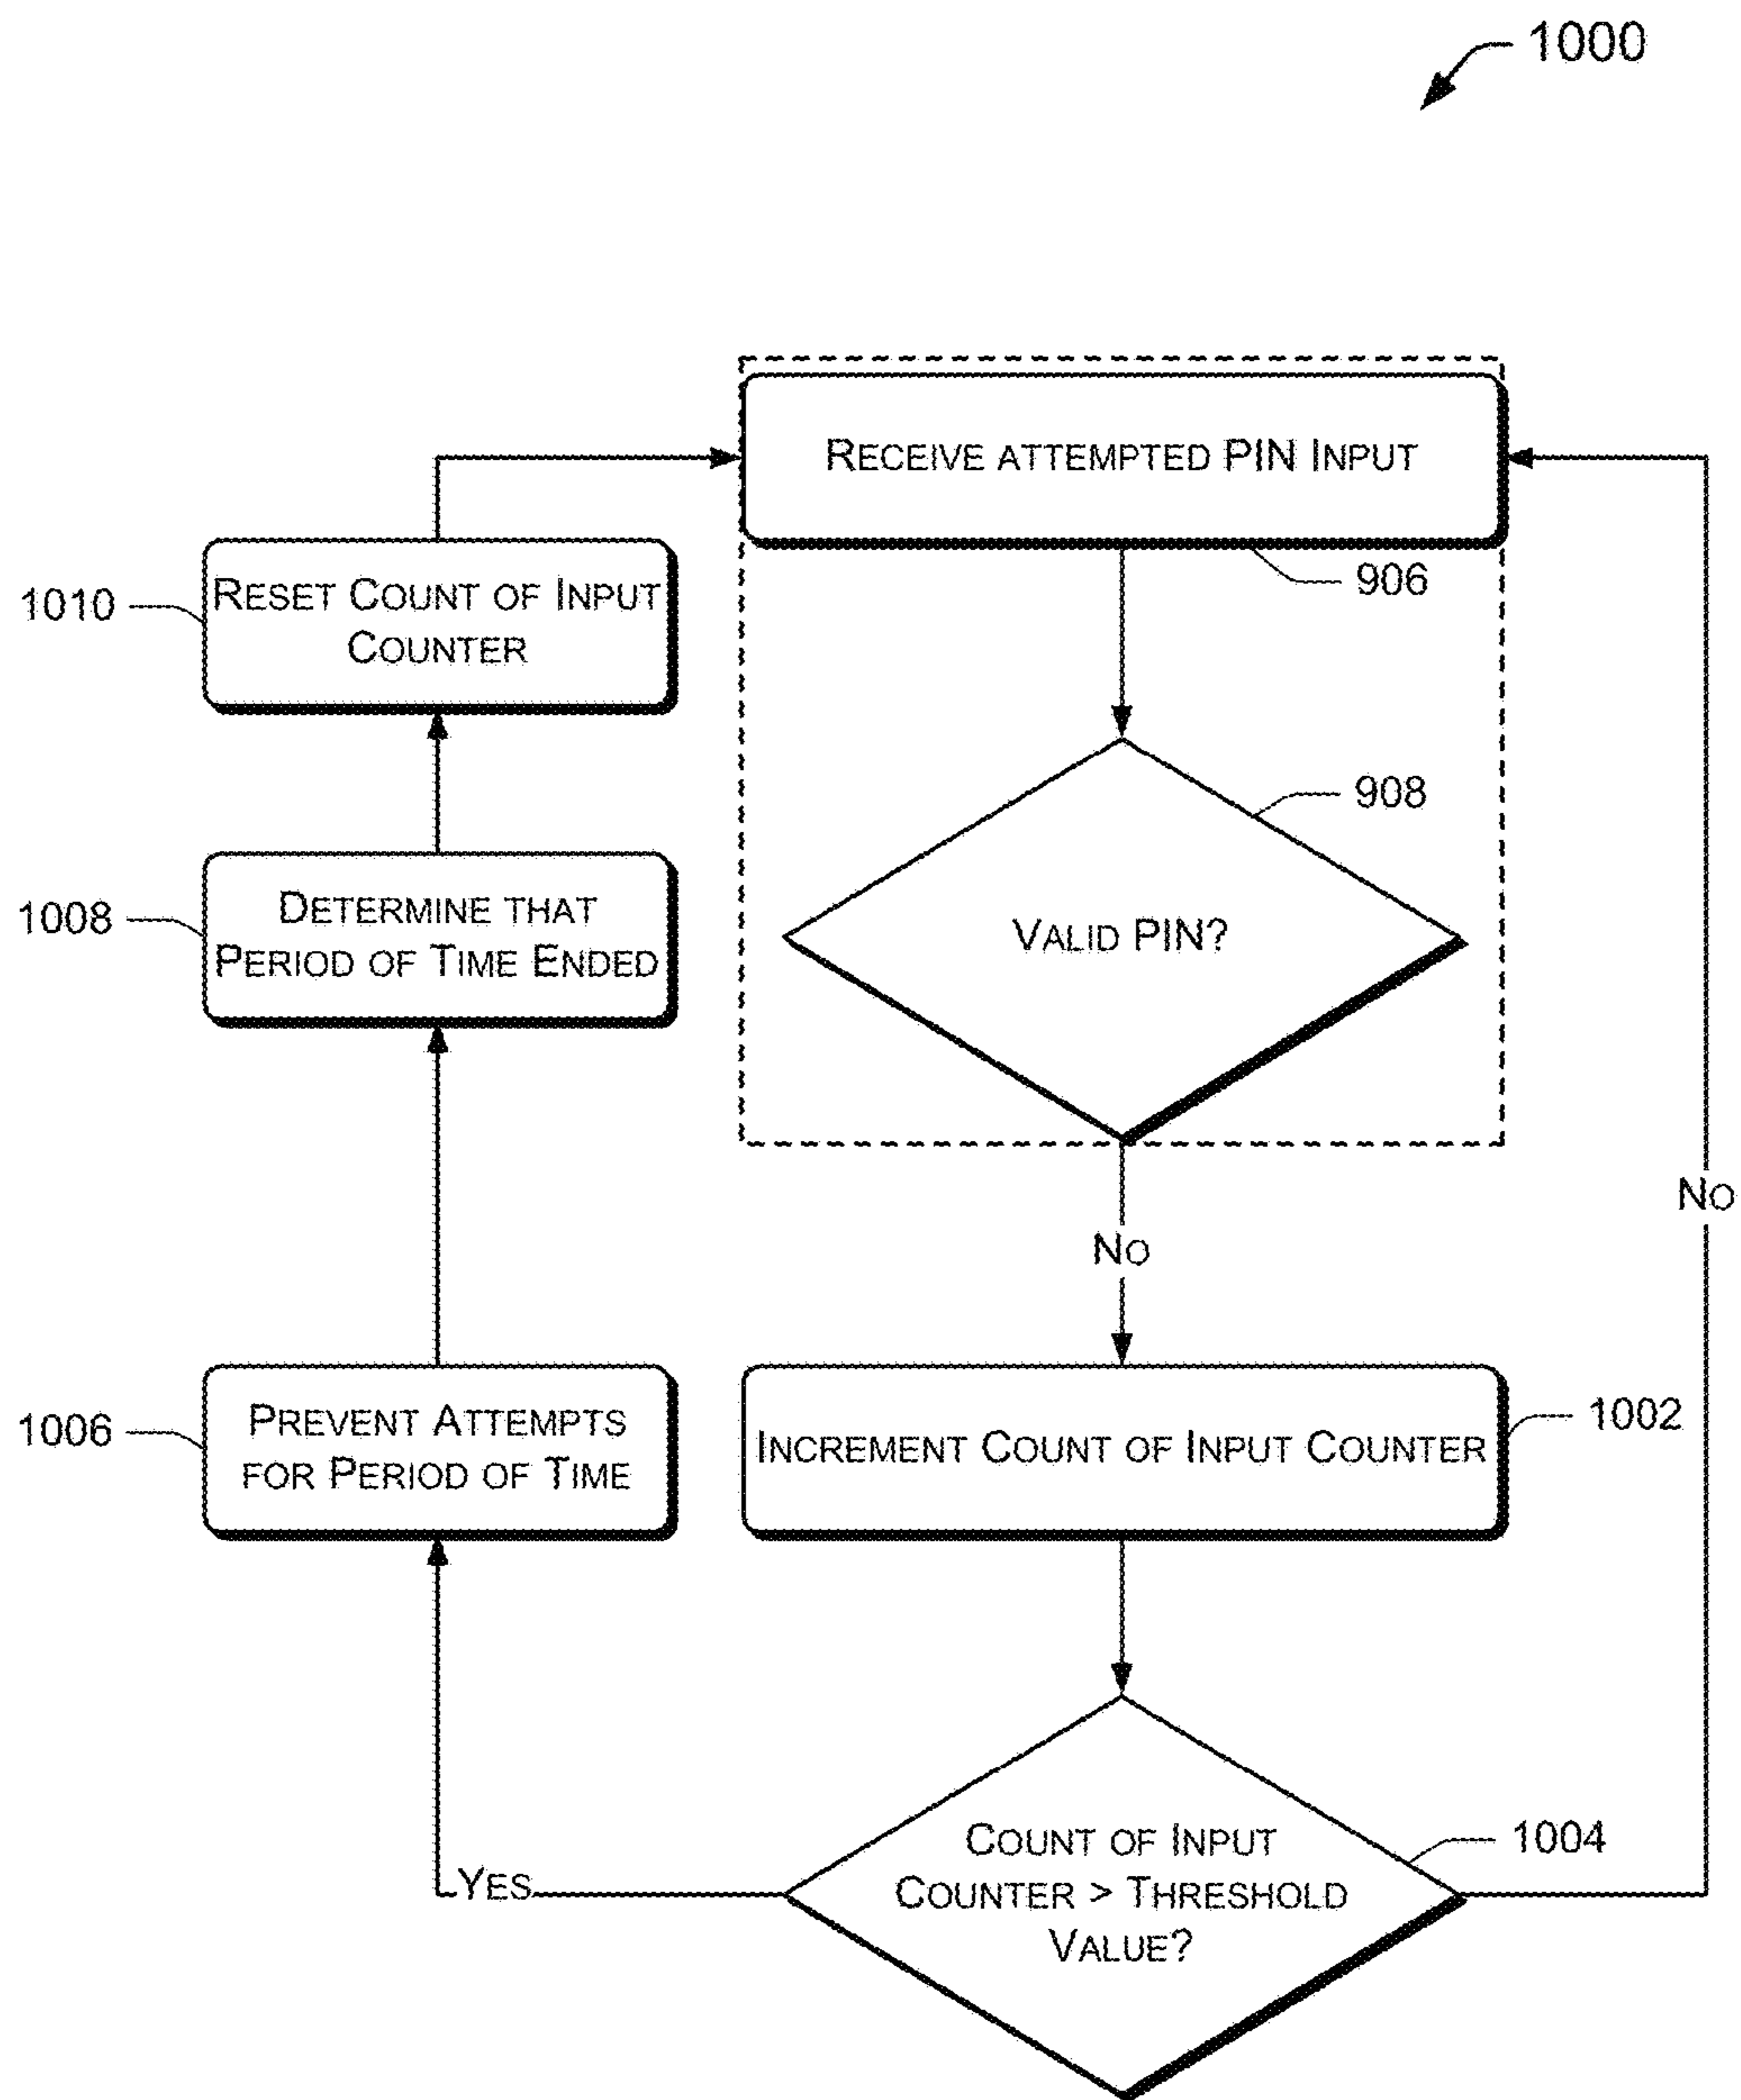 1000
RECEIVE ATTEMPTED PIN INPUT
906
1010
RESET COUNT OF INPUT
COUNTER
908
VALID PIN?
1008
DETERMINE THAT
PERIOD OF TIME ENDED
NO
NO
1006
PREVENT ATTEMPTS
FOR PERIOD OF TIME
INCREMENT COUNT OF INPUT COUNTER
1002
COUNT OF INPUT
COUNTER > THRESHOLD
VALUE?
1004
YES